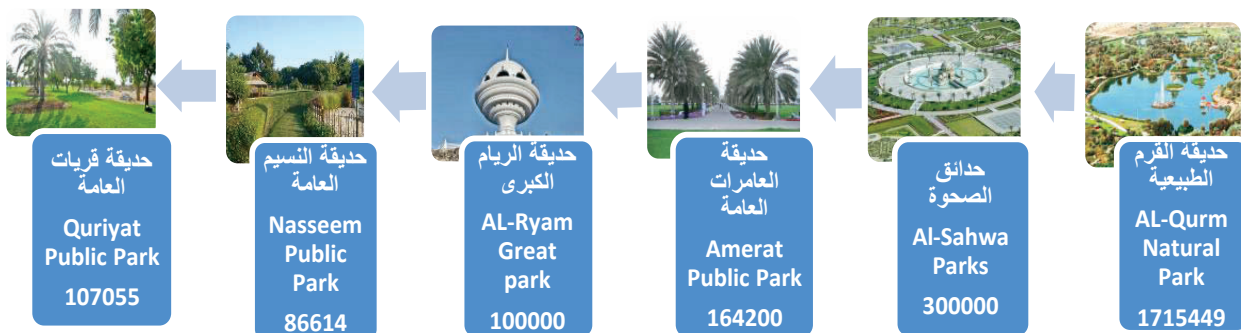 حديقة القرم
الطبيعية
AL-Qurm
Natural
Park
1715449
حدائق
الصحوة
Al-Sahwa
Parks
300000
حديقة
العامرات
العامة
Amerat
Public Park
164200
حديقة الريام
الكبرى
AL-Ryam
Great
park
100000
حديقة النسيم
العامة
Nasseem
Public
Park
86614
حديقة قريات
العامة
Quriyat
Public Park
107055